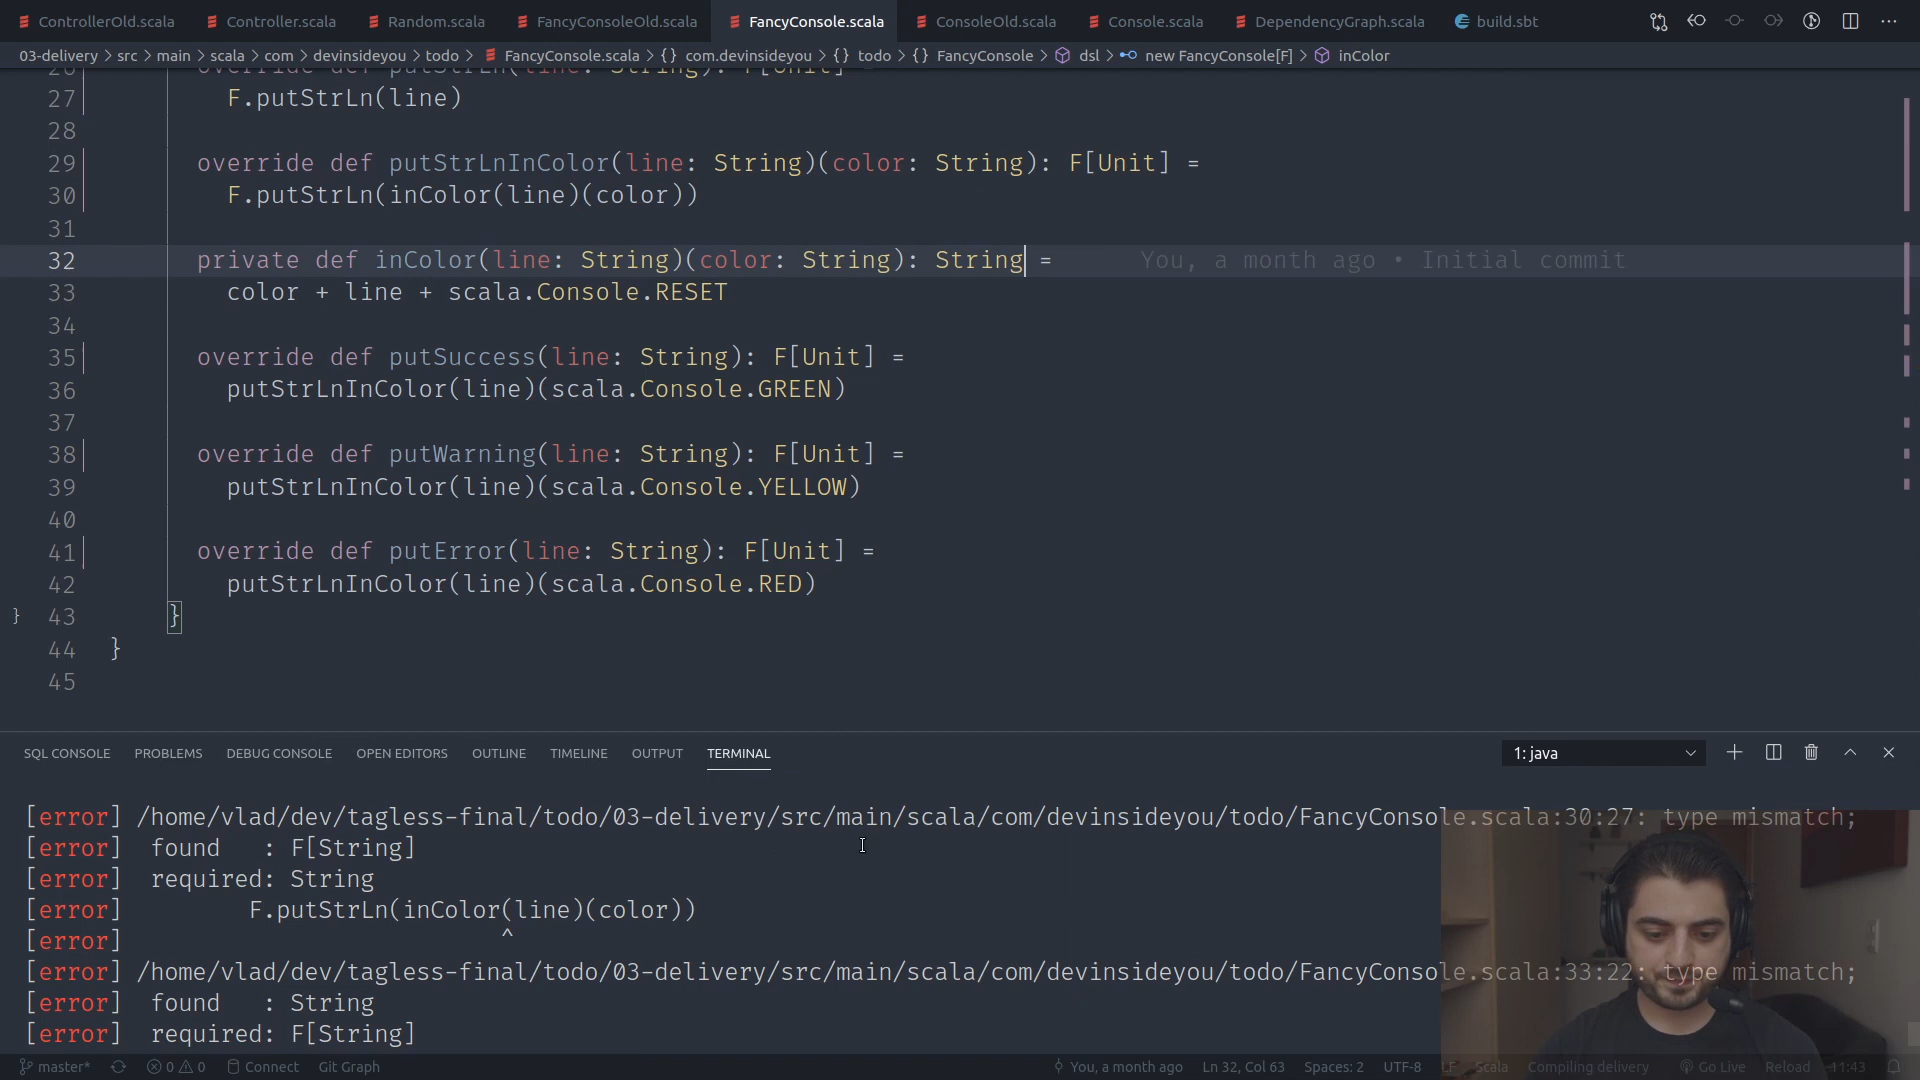 ControllerOld.scala Controller.scala Random.scala FancyConsoleOld.scala FancyConsole.scala ConsoleOld.scala Console.scala DependencyGraph.scala build.sbt
03-delivery > src > main > scala > com > devinsideyou > todo > FancyConsole.scala > {} com.devinsideyou > {} todo > {} FancyConsole > dsl > new FancyConsole[F] > inColor
26 override def putStrLn(line: String): F[Unit] =
27 F.putStrLn(line)
28
29 override def putStrLnInColor(line: String)(color: String): F[Unit] =
30 F.putStrLn(inColor(line)(color))
31
32 private def inColor(line: String)(color: String): String = You, a month ago • Initial commit
33 color + line + scala.Console.RESET
34
35 override def putSuccess(line: String): F[Unit] =
36 putStrLnInColor(line)(scala.Console.GREEN)
37
38 override def putWarning(line: String): F[Unit] =
39 putStrLnInColor(line)(scala.Console.YELLOW)
40
41 override def putError(line: String): F[Unit] =
42 putStrLnInColor(line)(scala.Console.RED)
} 43 }
44 }
45
SQL CONSOLE PROBLEMS DEBUG CONSOLE OPEN EDITORS OUTLINE TIMELINE OUTPUT TERMINAL 1: java
[error] /home/vlad/dev/tagless-final/todo/03-delivery/src/main/scala/com/devinsideyou/todo/FancyConsole.scala:30:27: type mismatch;
[error] found : F[String]
[error] required: String
[error] F.putStrLn(inColor(line)(color))
[error] ^
[error] /home/vlad/dev/tagless-final/todo/03-delivery/src/main/scala/com/devinsideyou/todo/FancyConsole.scala:33:22: type mismatch;
[error] found : String
[error] required: F[String]
master* 0 0 Connect Git Graph You, a month ago Ln 32, Col 63 Spaces: 2 UTF-8 LF Scala Compiling delivery Go Live Reload 11:43